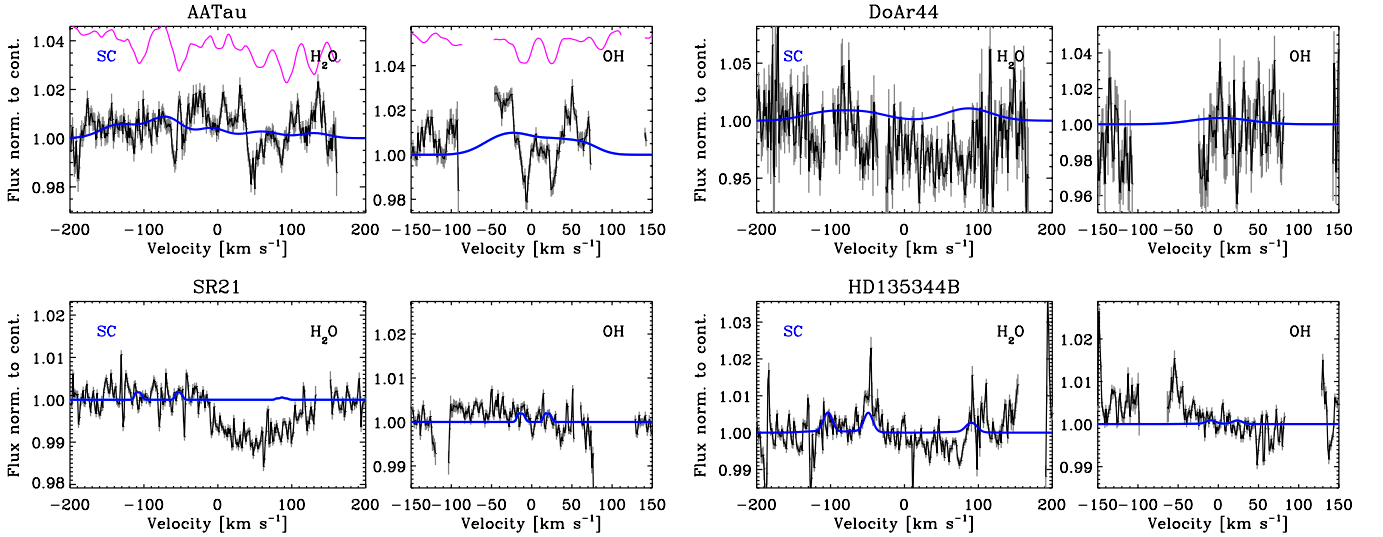 AATau
Flux norm. to cont.
1.04
1.02
1.00
0.98
SC
H2O
-200 -100 0 100 200
Velocity [km s-1]
1.04
1.02
1.00
0.98
OH
-150 -100 -50 0 50 100 150
Velocity [km s-1]
DoAr44
Flux norm. to cont.
1.05
1.00
0.95
SC
H2O
-200 -100 0 100 200
Velocity [km s-1]
1.04
1.02
1.00
0.98
0.96
OH
-150 -100 -50 0 50 100 150
Velocity [km s-1]
SR21
Flux norm. to cont.
1.02
1.01
1.00
0.99
0.98
SC
H2O
-200 -100 0 100 200
Velocity [km s-1]
1.02
1.01
1.00
0.99
OH
-150 -100 -50 0 50 100 150
Velocity [km s-1]
HD135344B
Flux norm. to cont.
1.03
1.02
1.01
1.00
0.99
SC
H2O
-200 -100 0 100 200
Velocity [km s-1]
1.02
1.01
1.00
0.99
OH
-150 -100 -50 0 50 100 150
Velocity [km s-1]